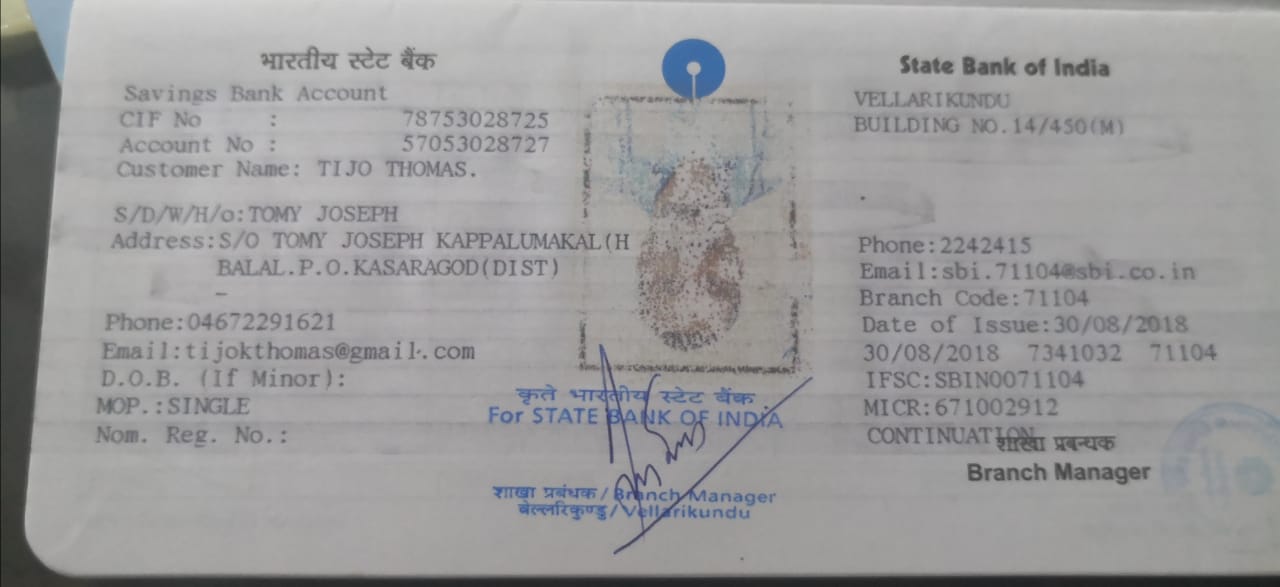 भारतीय स्टेट बैंक
Savings Bank Account
CIF No : 78753028725
Account No : 57053028727
Customer Name: TIJO THOMAS.
S/D/W/H/o:TOMY JOSEPH
Address:S/O TOMY JOSEPH KAPPALUMAKAL(H
BALAL.P.O.KASARAGOD(DIST)
Phone:04672291621
Email:tijokthomas@gmail.com
D.O.B. (If Minor):
MOP.:SINGLE
Nom. Reg. No.:
कृते भारतीय स्टेट बैंक
For STATE BANK OF INDIA
शाखा प्रबंधक / Branch Manager
बेल्लरिकुण्डु/Vellarikundu
State Bank of India
VELLARIKUNDU
BUILDING NO.14/450(M)
Phone:2242415
Email:sbi.71104@sbi.co.in
Branch Code:71104
Date of Issue:30/08/2018
30/08/2018 7341032 71104
IFSC:SBIN0071104
MICR:671002912
CONTINUATION
शाखा प्रबन्धक
Branch Manager